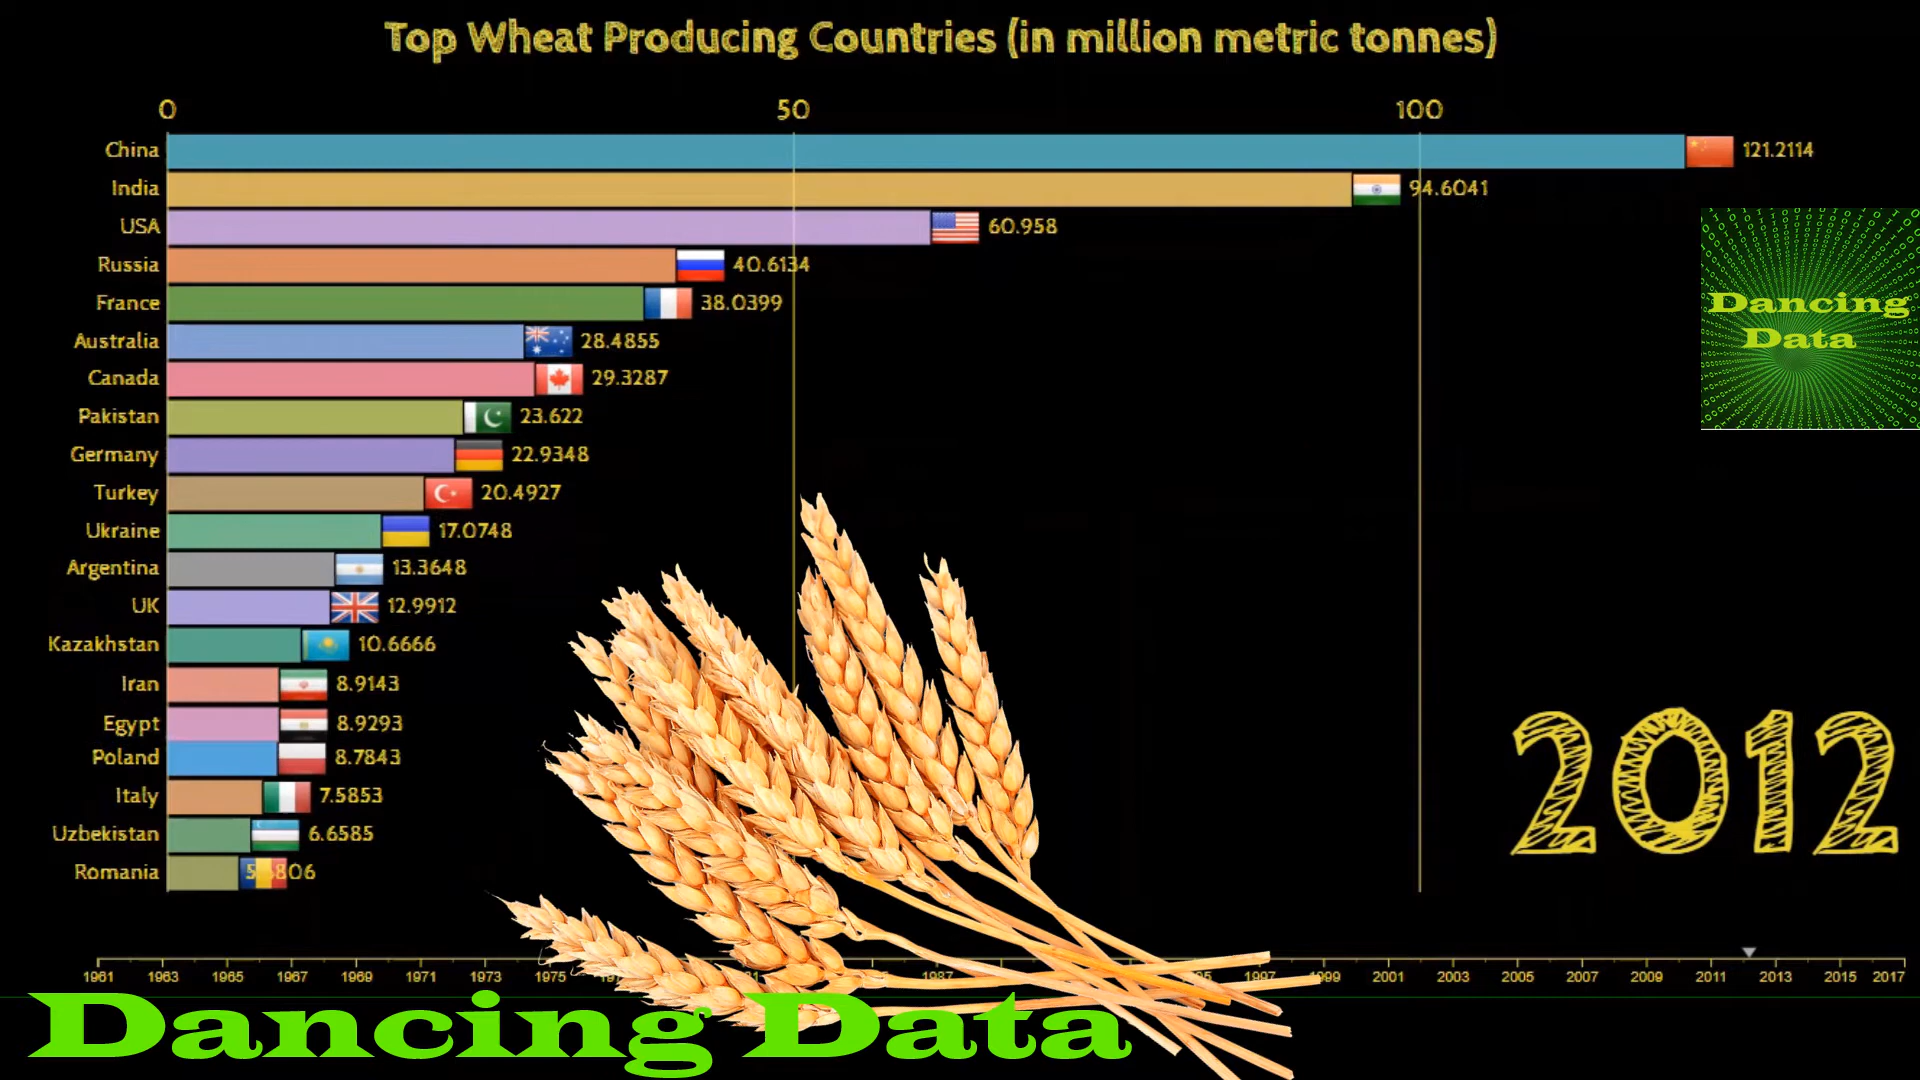 Top Wheat Producing Countries (in million metric tonnes)
0 50 100
China 121.2114
India 94.6041
USA 60.958
Russia 40.6134
France 38.0399
Australia 28.4855
Canada 29.3287
Pakistan 23.622
Germany 22.9348
Turkey 20.4927
Ukraine 17.0748
Argentina 13.3648
UK 12.9912
Kazakhstan 10.6666
Iran 8.9143
Egypt 8.9293
Poland 8.7843
Italy 7.5853
Uzbekistan 6.6585
Romania
Dancing
Data
2012
1961 1963 1965 1967 1969 1971 1973 1975 1987 1997 1999 2001 2003 2005 2007 2009 2011 2013 2015 2017
Dancing Data